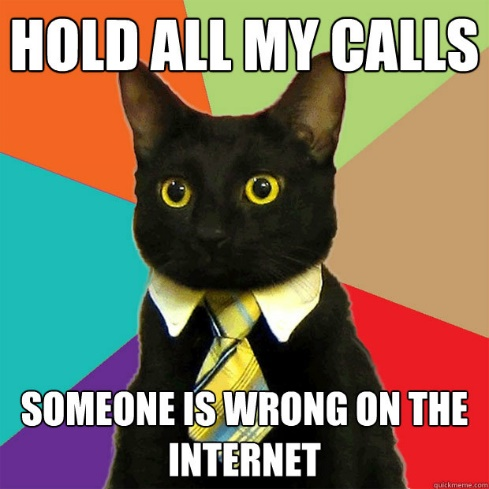 HOLD ALL MY CALLS
SOMEONE IS WRONG ON THE
INTERNET
quickmeme.com